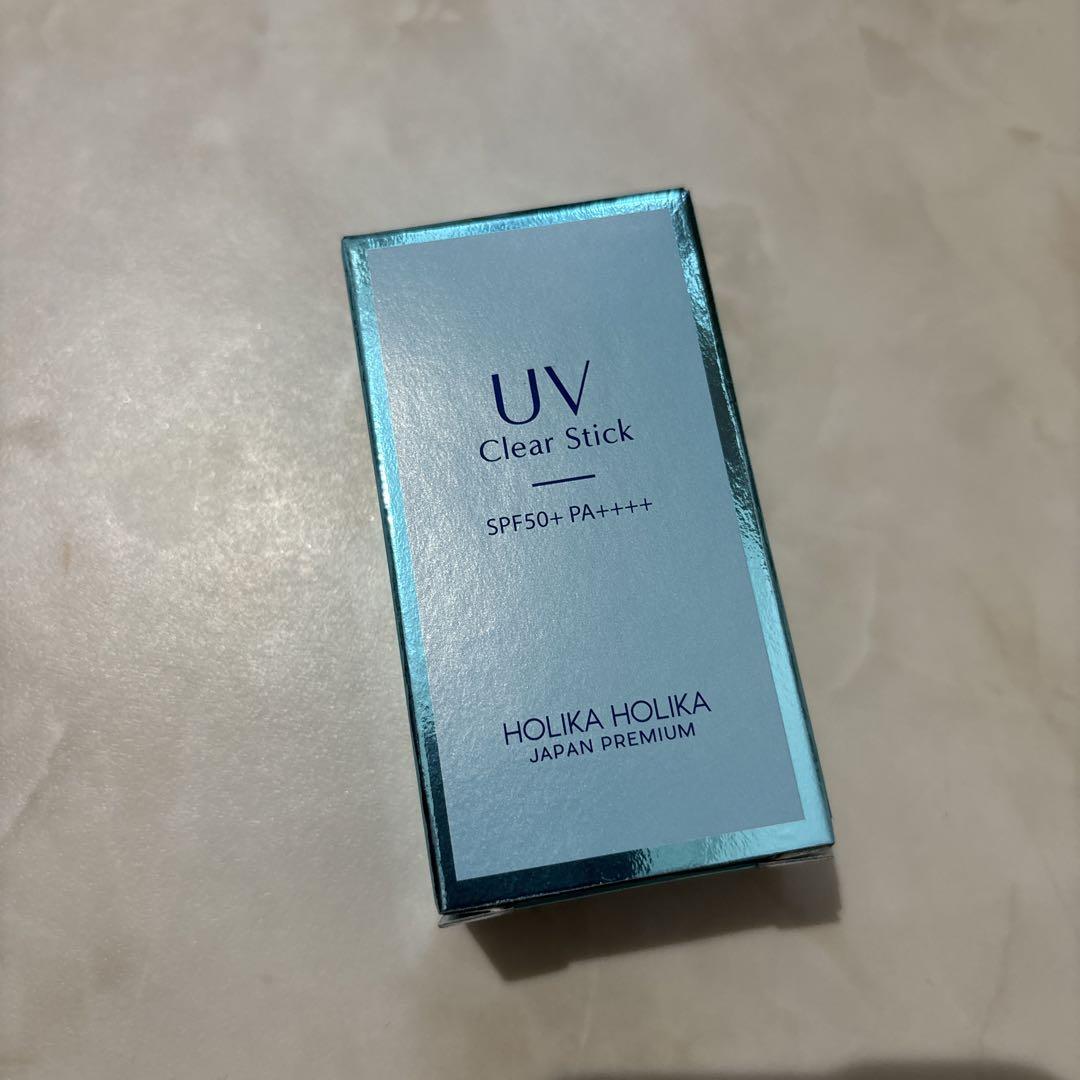 UV
Clear Stick
SPF50+ PA++++
HOLIKA HOLIKA
JAPAN PREMIUM